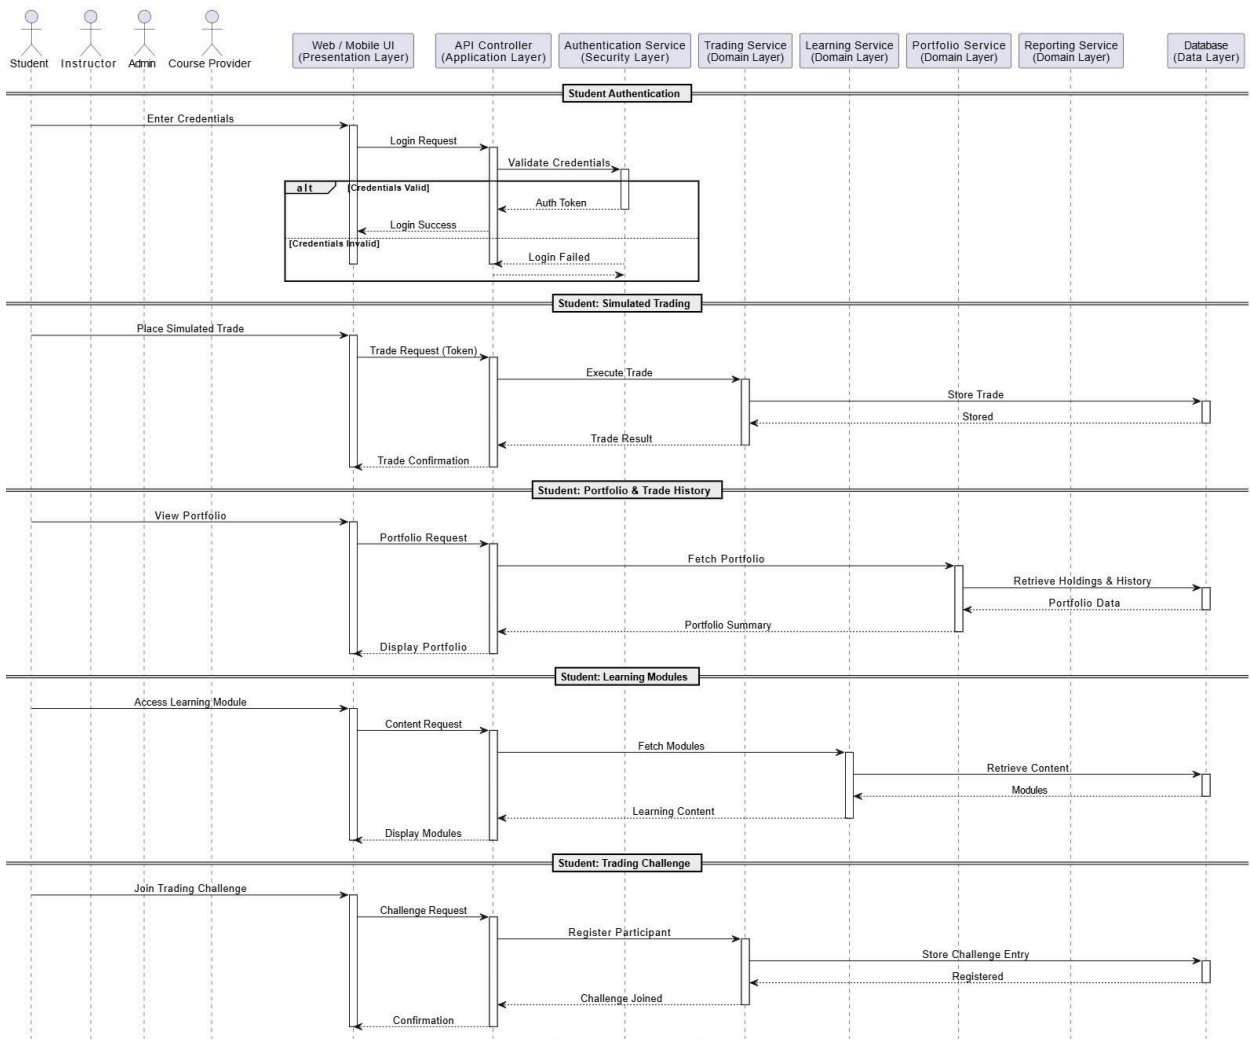 Student
Instructor
Admin
Course Provider
Web / Mobile UI
(Presentation Layer)
API Controller
(Application Layer)
Authentication Service
(Security Layer)
Trading Service
(Domain Layer)
Learning Service
(Domain Layer)
Portfolio Service
(Domain Layer)
Reporting Service
(Domain Layer)
Database
(Data Layer)
Student Authentication
Enter Credentials
Login Request
Validate Credentials
alt
[Credentials Valid]
Auth Token
Login Success
[Credentials Invalid]
Login Failed
Student: Simulated Trading
Place Simulated Trade
Trade Request (Token)
Execute Trade
Store Trade
Stored
Trade Result
Trade Confirmation
Student: Portfolio & Trade History
View Portfolio
Portfolio Request
Fetch Portfolio
Retrieve Holdings & History
Portfolio Data
Portfolio Summary
Display Portfolio
Student: Learning Modules
Access Learning Module
Content Request
Fetch Modules
Retrieve Content
Modules
Learning Content
Display Modules
Student: Trading Challenge
Join Trading Challenge
Challenge Request
Register Participant
Store Challenge Entry
Registered
Challenge Joined
Confirmation